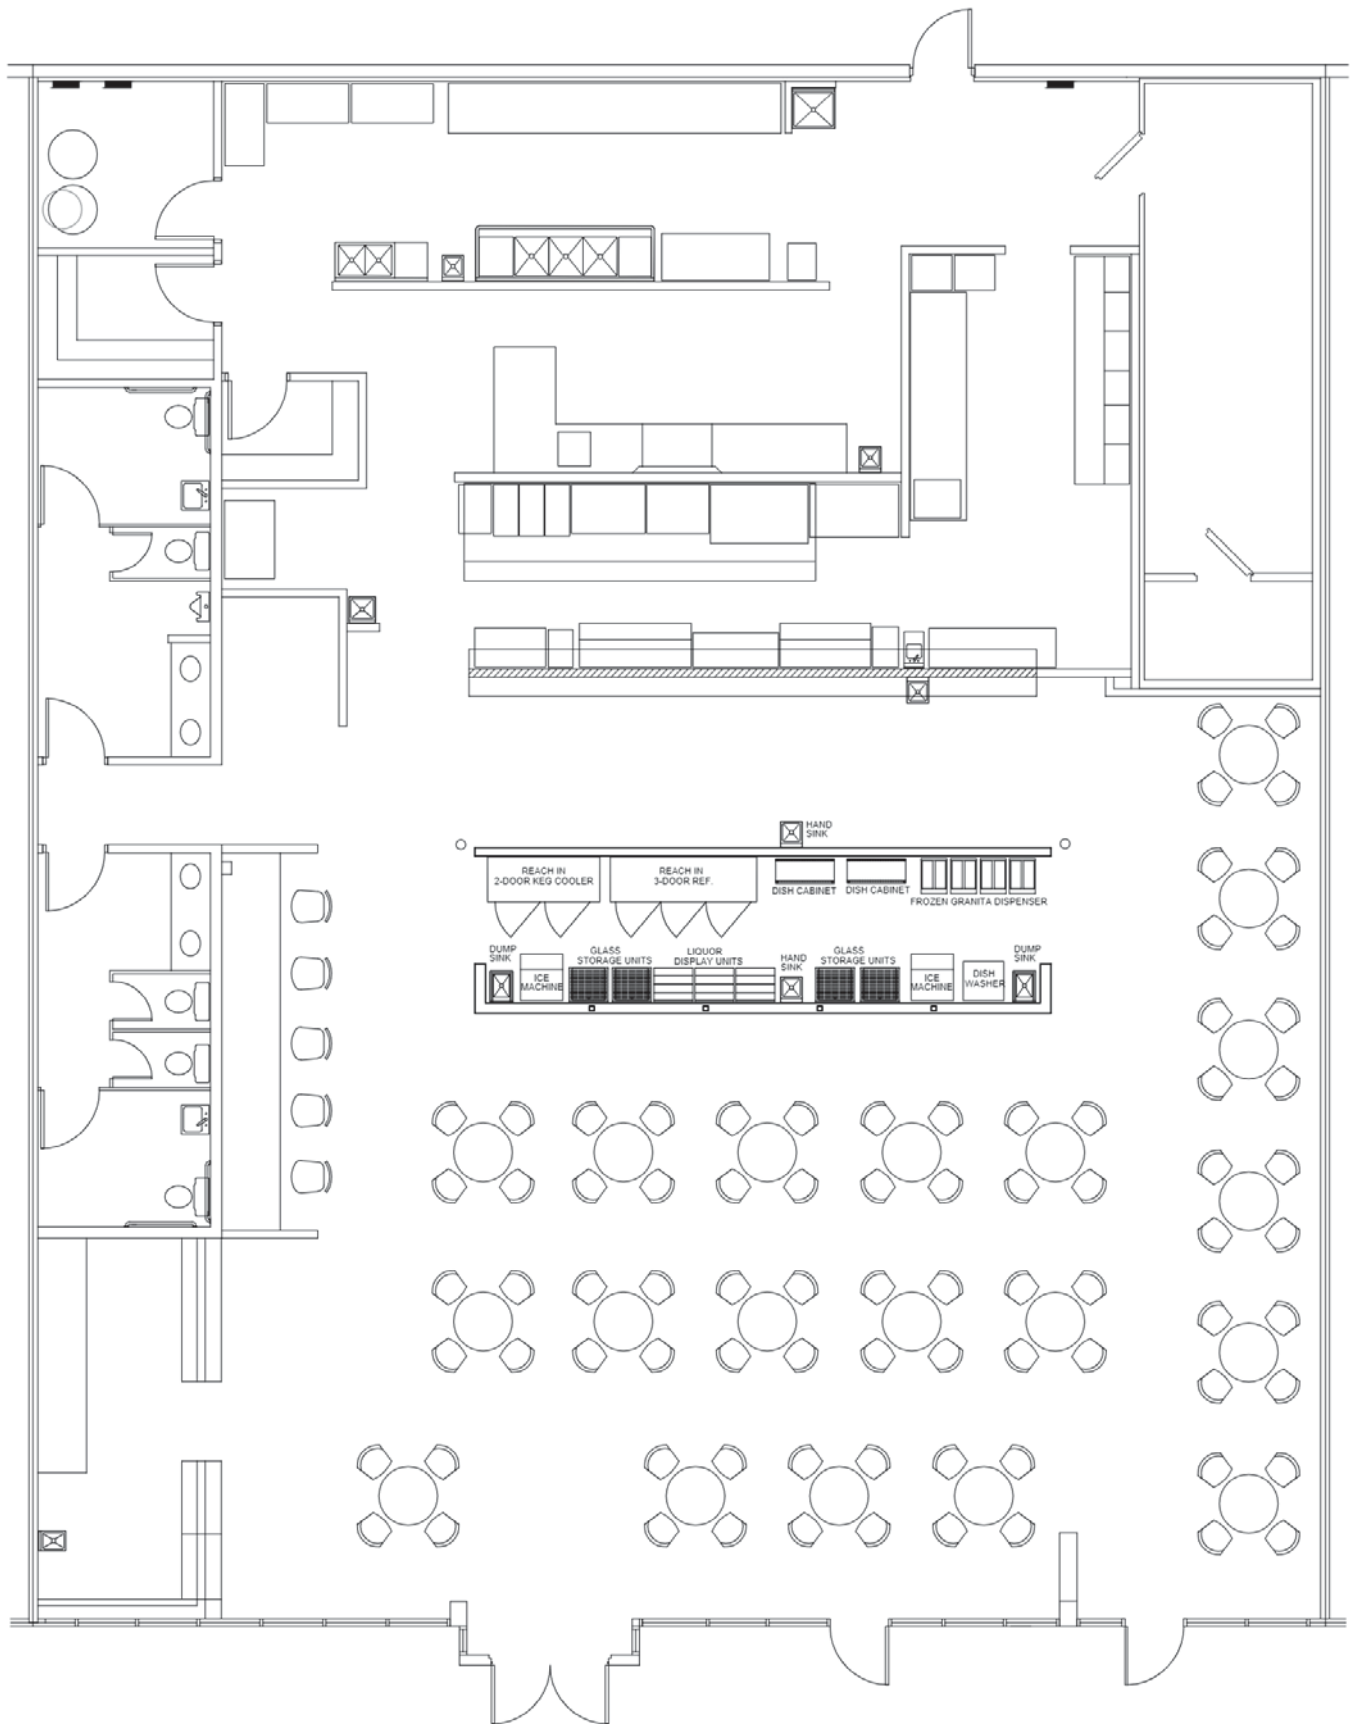 HAND
SINK
REACH IN
2-DOOR KEG COOLER
REACH IN
3-DOOR REF.
DISH CABINET
DISH CABINET
FROZEN GRANITA DISPENSER
DUMP
SINK
GLASS
STORAGE UNITS
LIQUOR
DISPLAY UNITS
HAND
SINK
GLASS
STORAGE UNITS
DUMP
SINK
ICE
MACHINE
ICE
MACHINE
DISH
WASHER